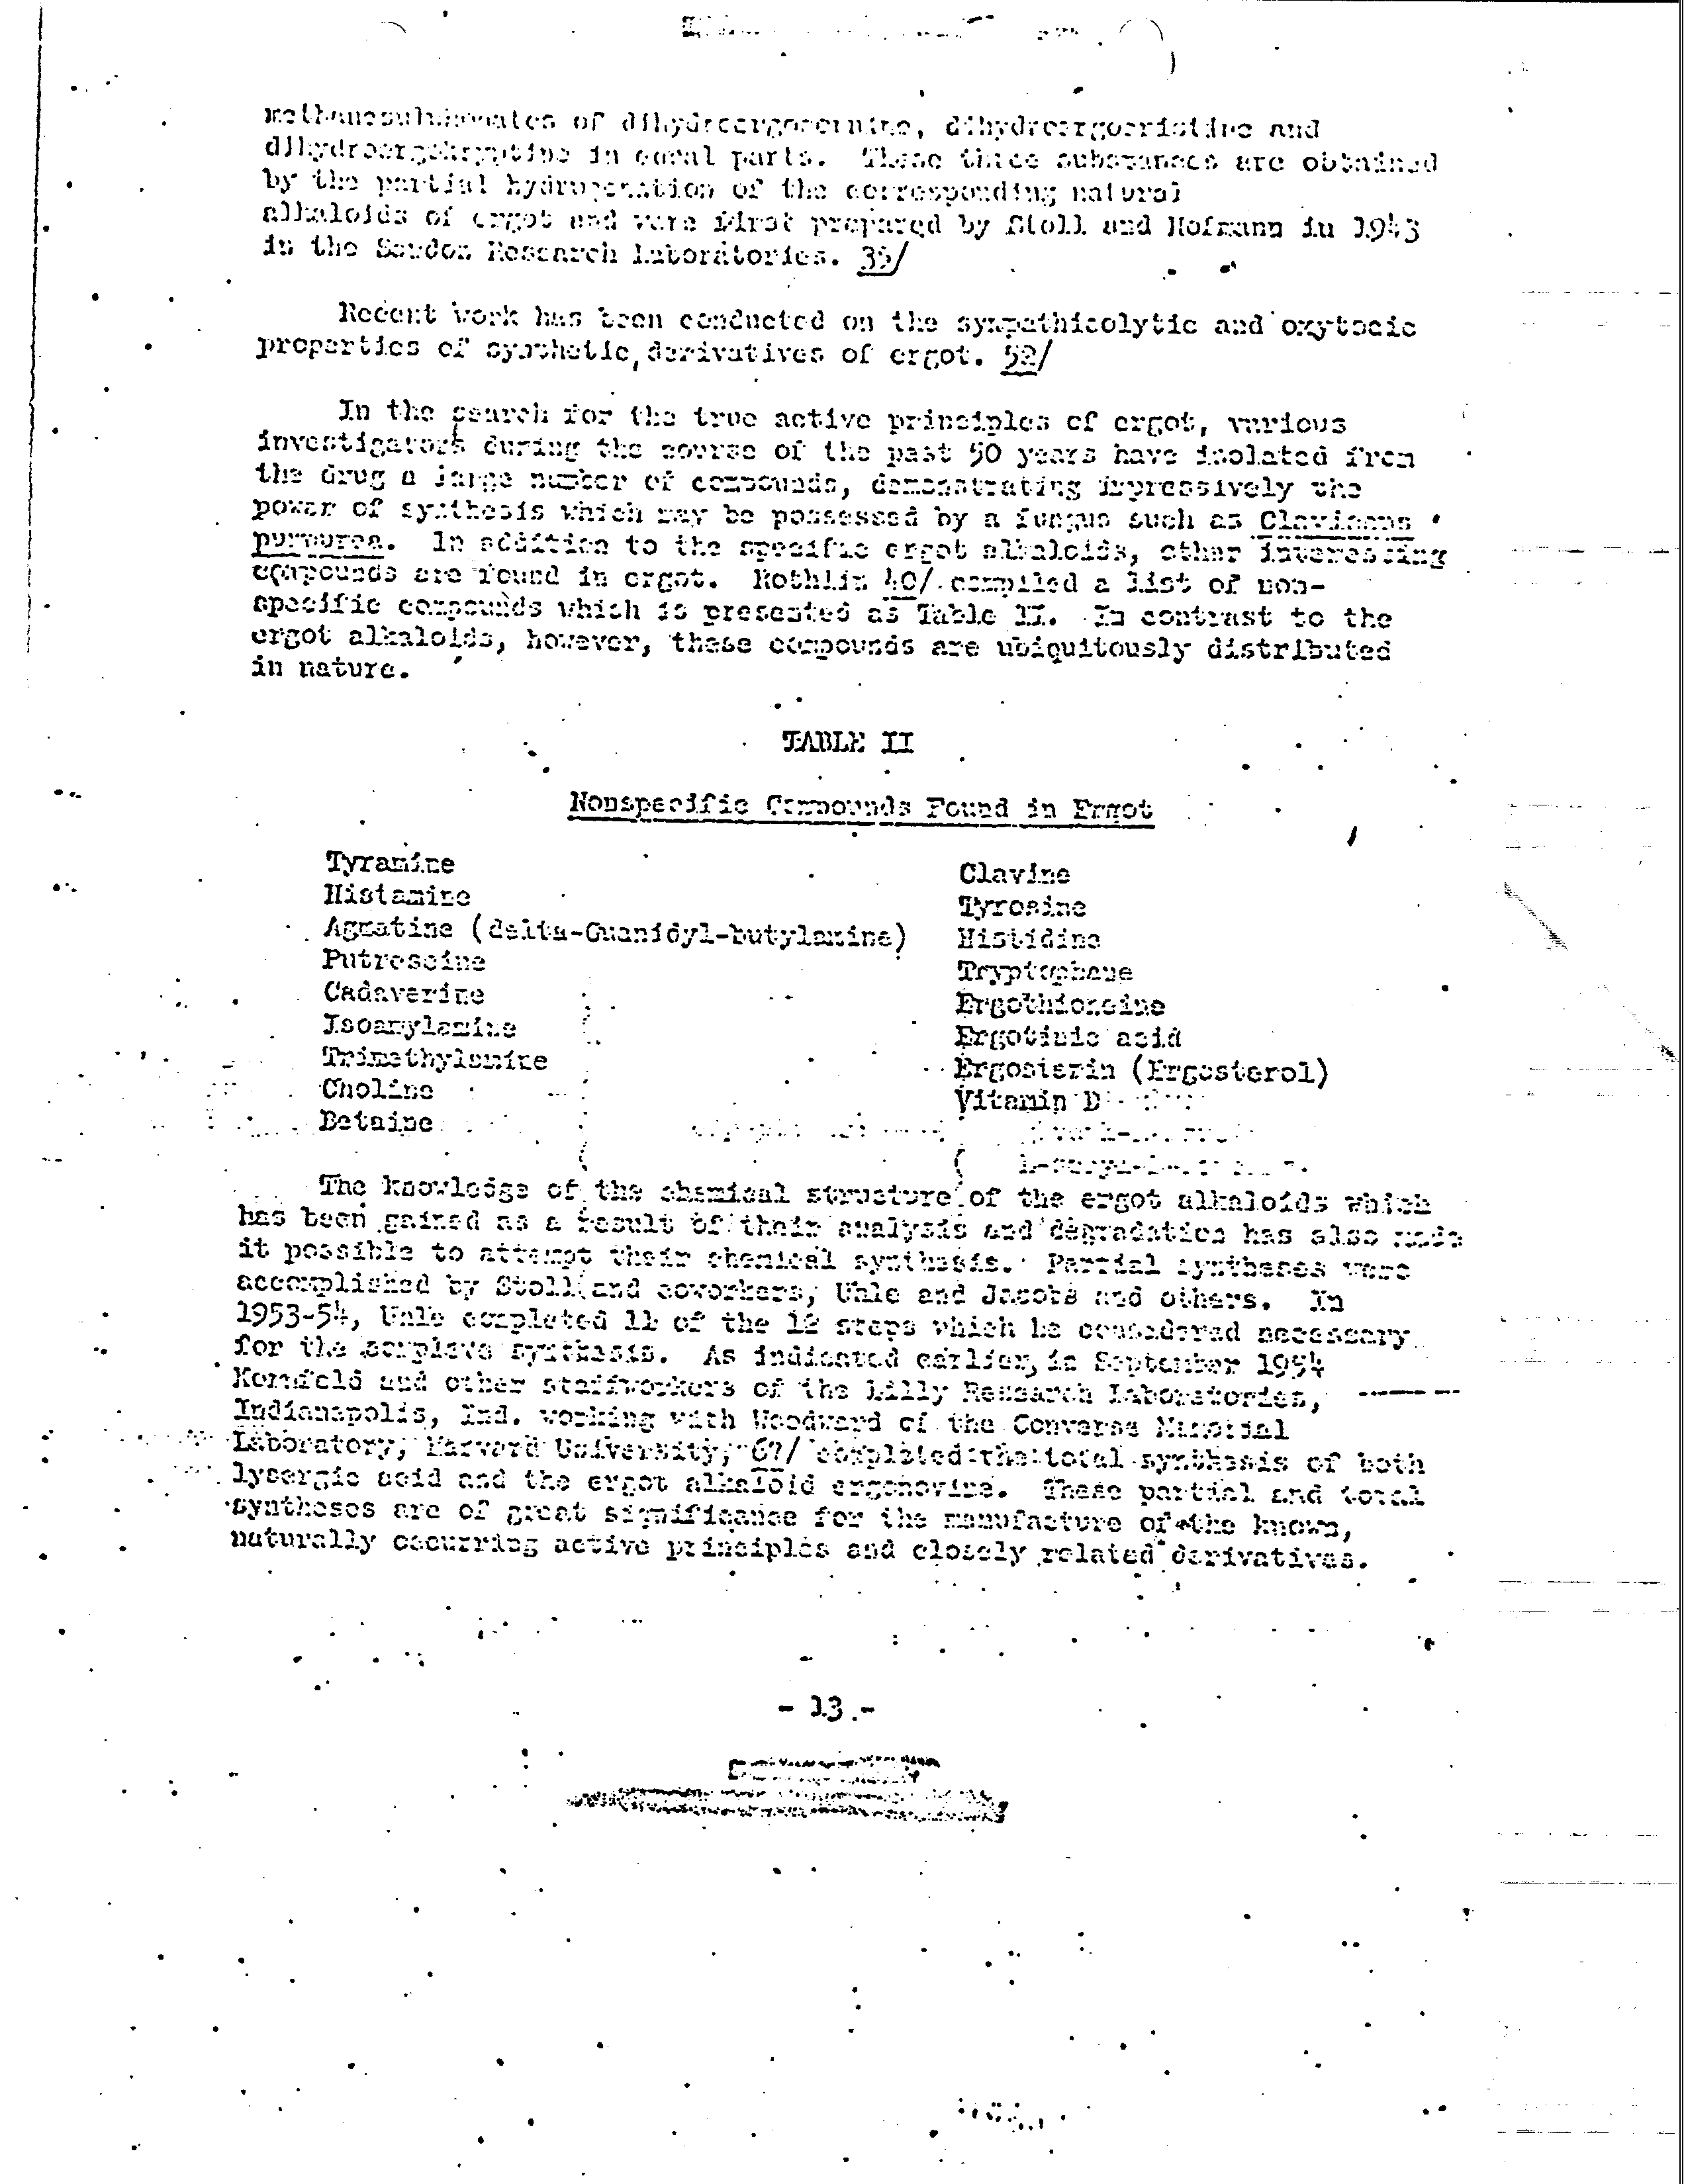 methanesulphonates of dihydroergocornine, dihydroergocristine and
dihydroergokryptine in equal parts. These three substances are obtained
by the partial hydrogenation of the corresponding natural
alkaloids of ergot and were first prepared by Stoll and Hofmann in 1943
in the Sandoz Research Laboratories. 35/
Recent work has been conducted on the sympathicolytic and oxytocic
properties of synthetic derivatives of ergot. 52/
In the search for the true active principles of ergot, various
investigators during the course of the past 50 years have isolated from
the drug a large number of compounds, demonstrating impressively the
power of synthesis which may be possessed by a fungus such as Claviceps
purpurea. In addition to the specific ergot alkaloids, other interesting
compounds are found in ergot. Rothlin 40/ compiled a list of non-
specific compounds which is presented as Table II. In contrast to the
ergot alkaloids, however, these compounds are ubiquitously distributed
in nature.
TABLE II
Nonspecific Compounds Found in Ergot
Tyramine
Histamine
Agmatine (delta-Guanidyl-butylamine)
Putrescine
Cadaverine
Isoamylamine
Trimethylamine
Choline
Betaine
Clavine
Tyrosine
Histidine
Tryptophane
Ergothioneine
Ergotinic acid
Ergosterin (Ergosterol)
Vitamin D
The knowledge of the chemical structure of the ergot alkaloids which
has been gained as a result of their analysis and degradation has also made
it possible to attempt their chemical synthesis. Partial syntheses were
accomplished by Stoll and coworkers, Uhle and Jacobs and others. In
1953-54, Uhle completed 11 of the 12 steps which he considered necessary
for the complete synthesis. As indicated earlier, in September 1954
Kornfeld and other staffworkers of the Lilly Research Laboratories,
Indianapolis, Ind. working with Woodward of the Converse Memorial
Laboratory, Harvard University, 67/ completed the total synthesis of both
lysergic acid and the ergot alkaloid ergonovine. These partial and total
syntheses are of great significance for the manufacture of the known,
naturally occurring active principles and closely related derivatives.
- 13 -